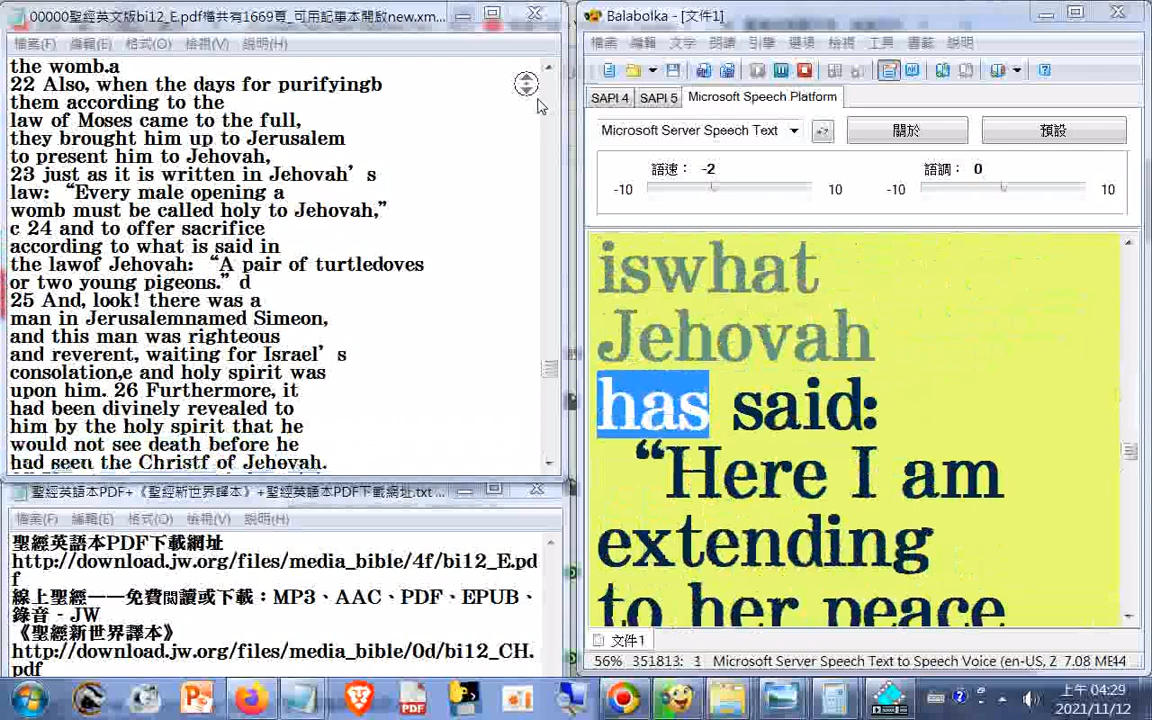 00000聖經英文版bi12_E.pdf檔共有1669頁_可用記事本開啟new.xm...
檔案(F) 編輯(E) 格式(O) 檢視(V) 說明(H)
the womb.a
22 Also, when the days for purifyingb
them according to the
law of Moses came to the full,
they brought him up to Jerusalem
to present him to Jehovah,
23 just as it is written in Jehovah's
law: “Every male opening a
womb must be called holy to Jehovah,”
c 24 and to offer sacrifice
according to what is said in
the lawof Jehovah: “A pair of turtledoves
or two young pigeons.” d
25 And, look! there was a
man in Jerusalemnamed Simeon,
and this man was righteous
and reverent, waiting for Israel's
consolation,e and holy spirit was
upon him. 26 Furthermore, it
had been divinely revealed to
him by the holy spirit that he
would not see death before he
had seen the Christf of Jehovah.
聖經英語本PDF+《聖經新世界譯本》+聖經英語本PDF下載網址.txt ...
檔案(F) 編輯(E) 格式(O) 檢視(V) 說明(H)
聖經英語本PDF下載網址
http://download.jw.org/files/media_bible/4f/bi12_E.pd
f
線上聖經——免費閱讀或下載：MP3、AAC、PDF、EPUB、
錄音 - JW
《聖經新世界譯本》
http://download.jw.org/files/media_bible/0d/bi12_CH.
pdf
Balabolka - [文件1]
檔案 編輯 文字 朗讀 引擎 選項 檢視 工具 書籤 說明
SAPI 4 SAPI 5 Microsoft Speech Platform
Microsoft Server Speech Text 關於 預設
語速： -2 語調： 0
-10 10 -10 10
iswhat
Jehovah
has said:
“Here I am
extending
to her peace
文件1
56% 351813: 1 Microsoft Server Speech Text to Speech Voice (en-US, Z 7.08 ME44
上午 04:29
2021/11/12